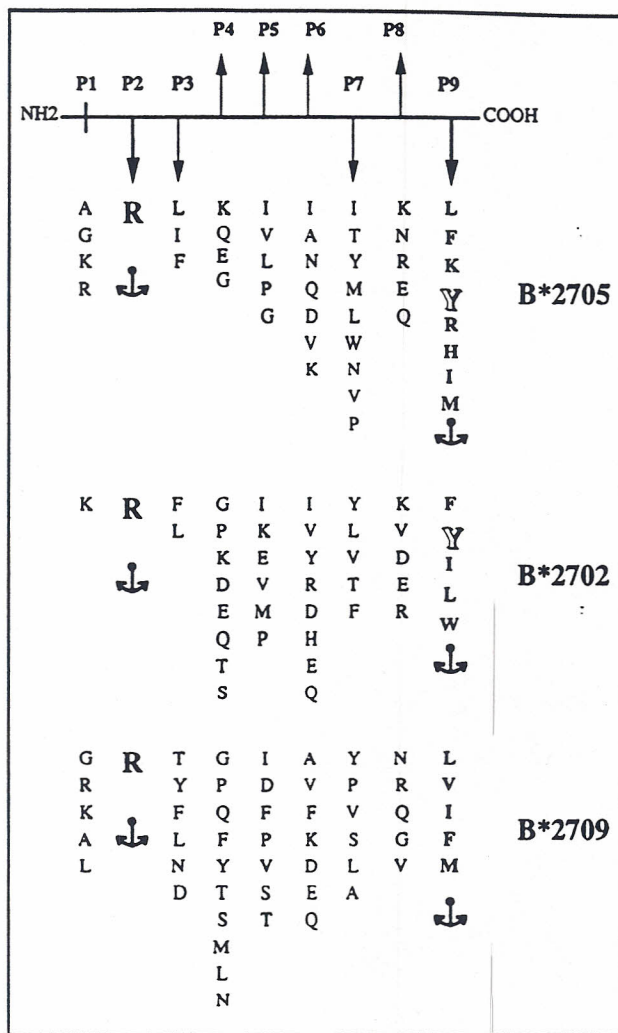 P4 P5 P6 P8
P1 P2 P3 P7 P9
NH2 COOH
A R L K I I I K L
G I Q V A T N F
K F E L N Y R K
R G P Q M E Y
G D L Q R
V W H
K N I
V M
P
B*2705
K R F G I I Y K F
L P K V L V Y
K E Y V D I
D V R T E L
E M D F R W
Q P H
T E
S Q
B*2702
G R T G I A Y N L
R Y P D V P R V
K F Q F F V Q I
A L F P K S G F
L N Y V D L V M
D T S E A
S T Q
M
L
N
B*2709